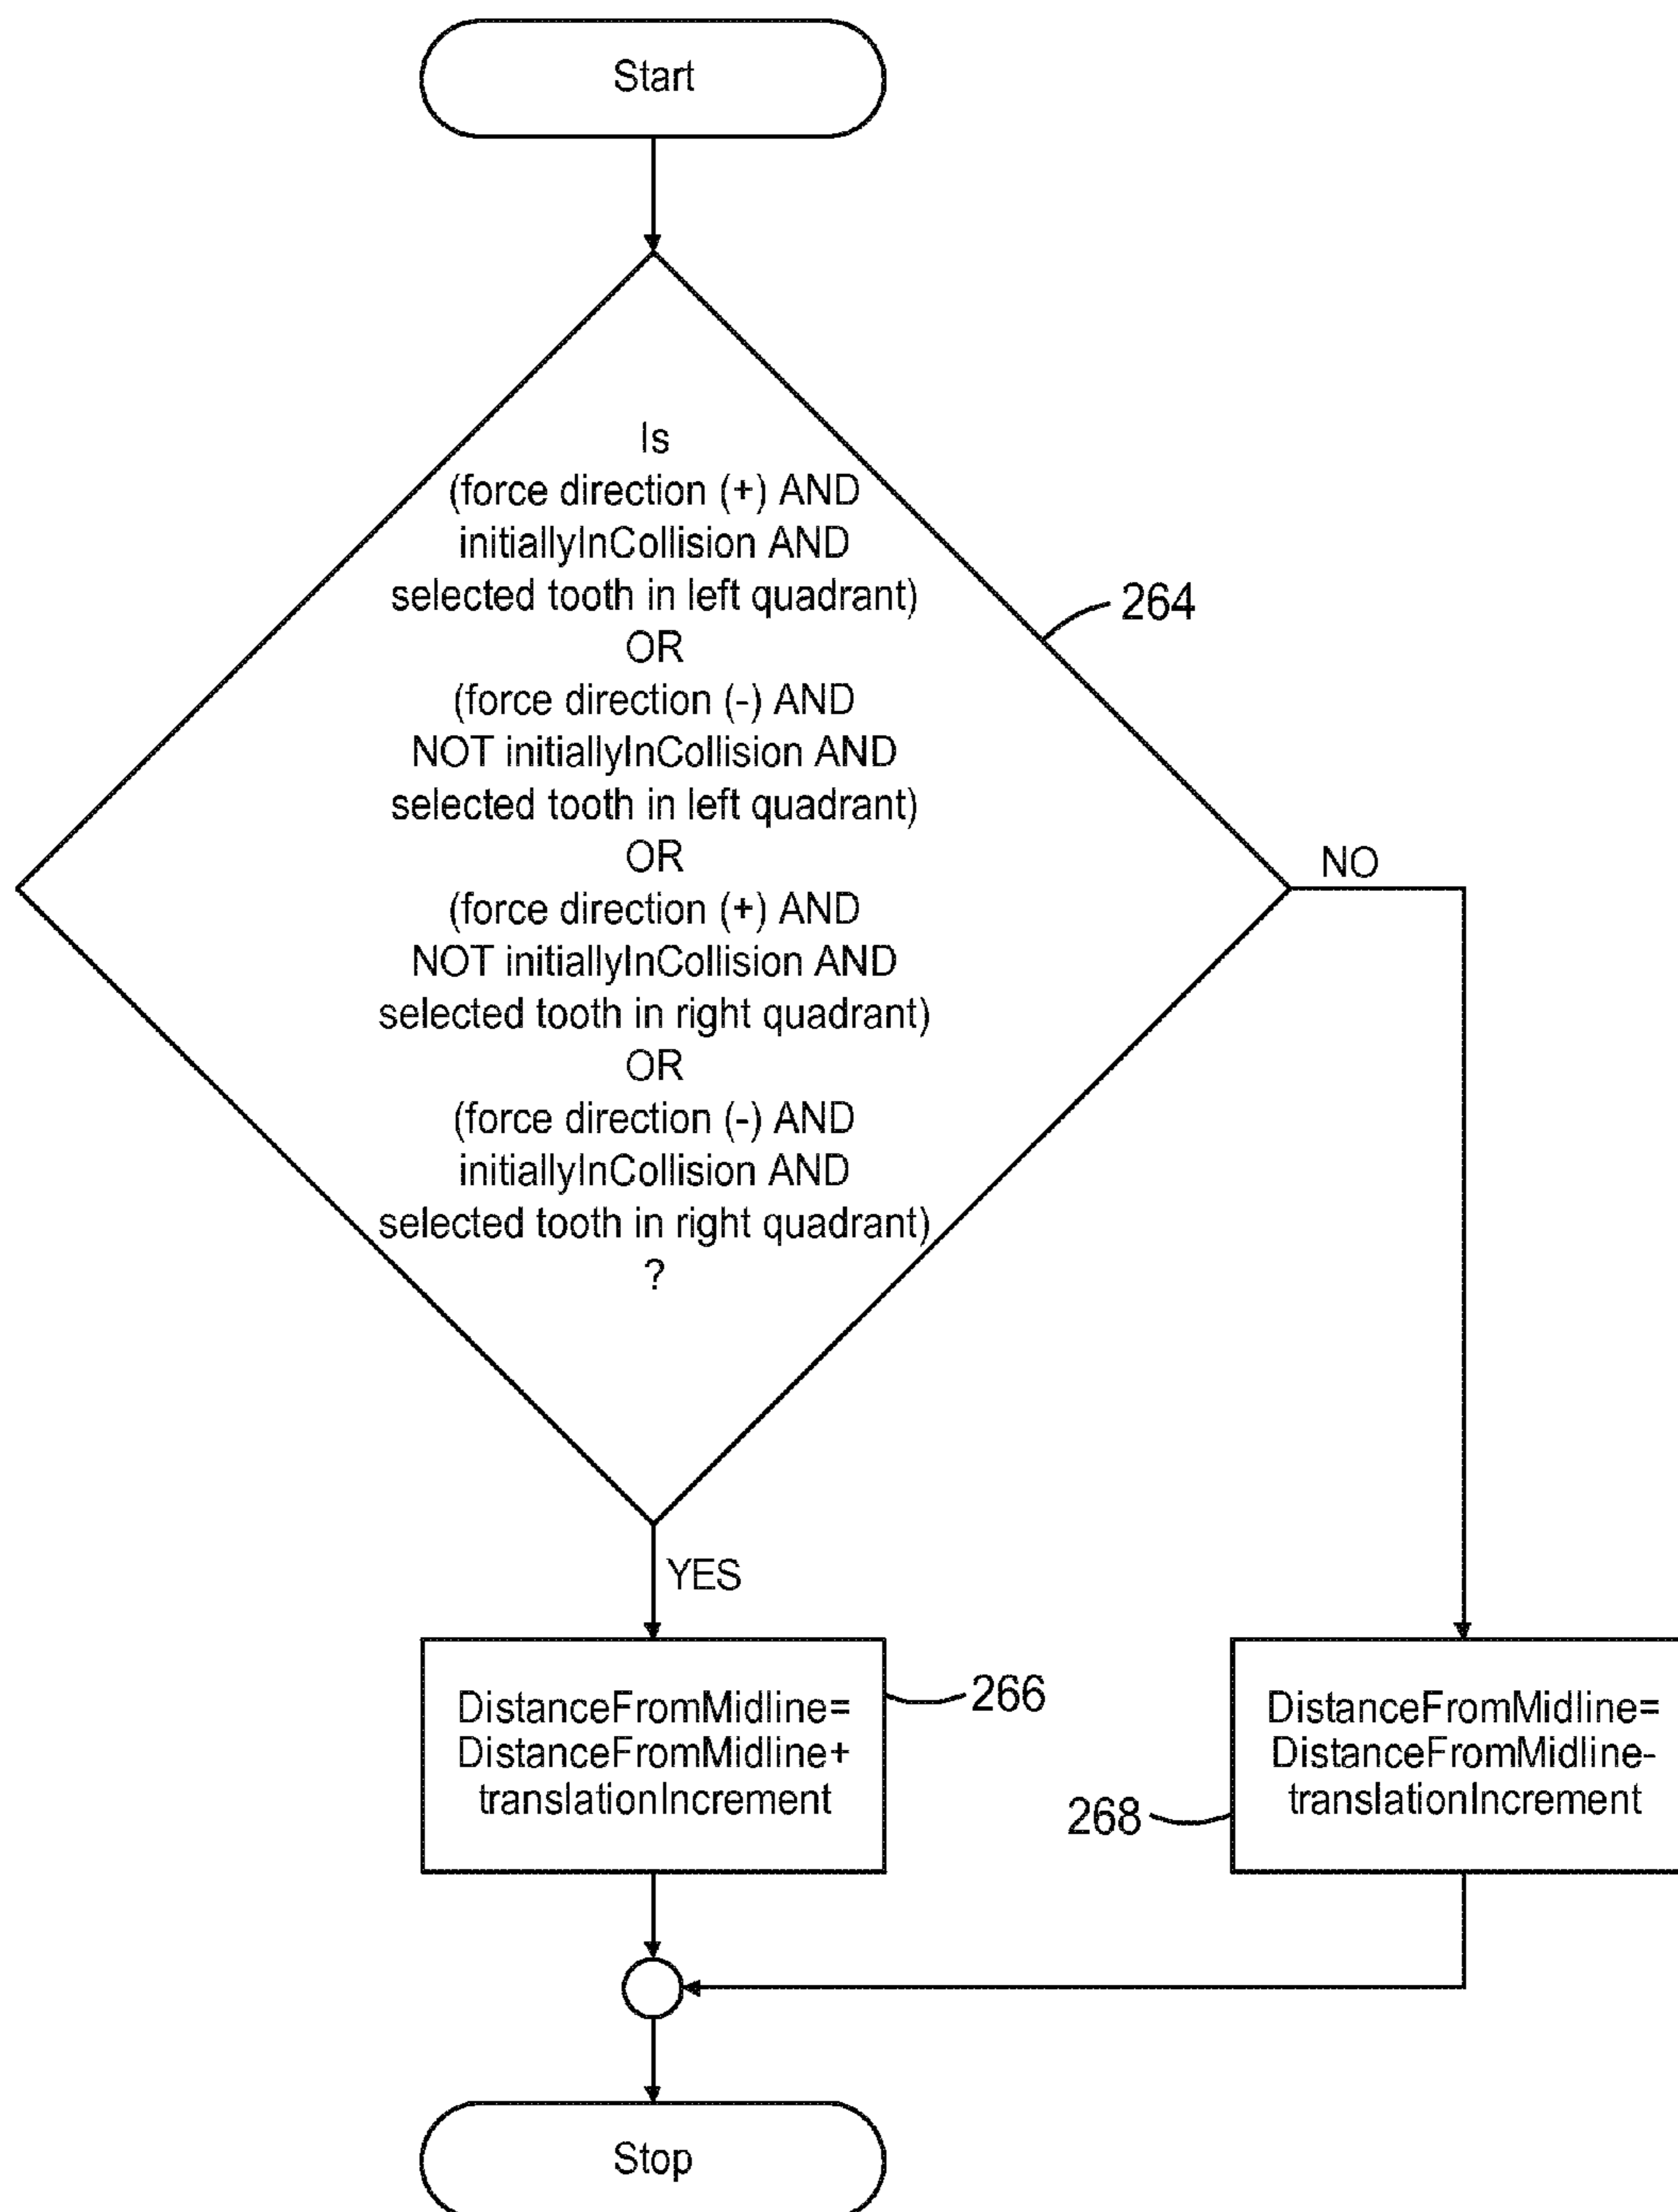 Start
Is
(force direction (+) AND
initiallyInCollision AND
selected tooth in left quadrant)
OR
(force direction (-) AND
NOT initiallyInCollision AND
selected tooth in left quadrant)
OR
(force direction (+) AND
NOT initiallyInCollision AND
selected tooth in right quadrant)
OR
(force direction (-) AND
initiallyInCollision AND
selected tooth in right quadrant)
?
264
NO
YES
DistanceFromMidline=
DistanceFromMidline+
translationIncrement
266
DistanceFromMidline=
DistanceFromMidline-
translationIncrement
268
Stop